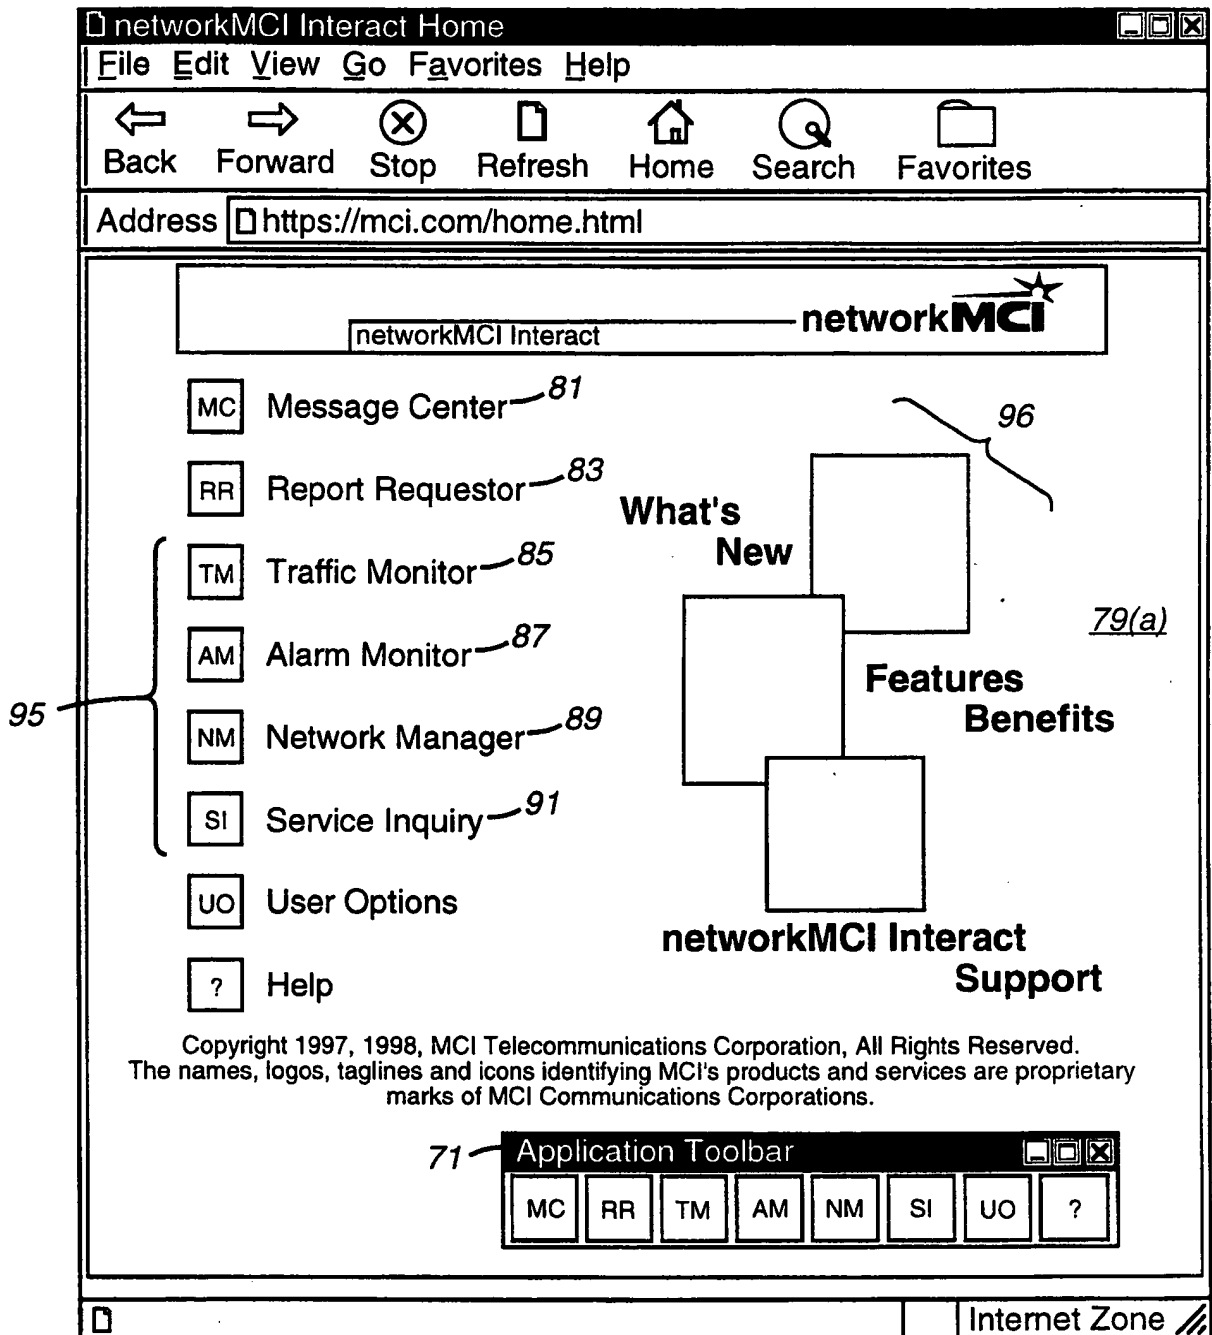 networkMCI Interact Home
File Edit View Go Favorites Help
Back Forward Stop Refresh Home Search Favorites
Address https://mci.com/home.html
networkMCI
networkMCI Interact
MC Message Center 81
96
RR Report Requestor 83
What's
New
TM Traffic Monitor 85
79(a)
AM Alarm Monitor 87
Features
Benefits
95
NM Network Manager 89
SI Service Inquiry 91
UO User Options
networkMCI Interact
Support
? Help
Copyright 1997, 1998, MCI Telecommunications Corporation, All Rights Reserved.
The names, logos, taglines and icons identifying MCI's products and services are proprietary
marks of MCI Communications Corporations.
71 Application Toolbar
MC RR TM AM NM SI UO ?
Internet Zone